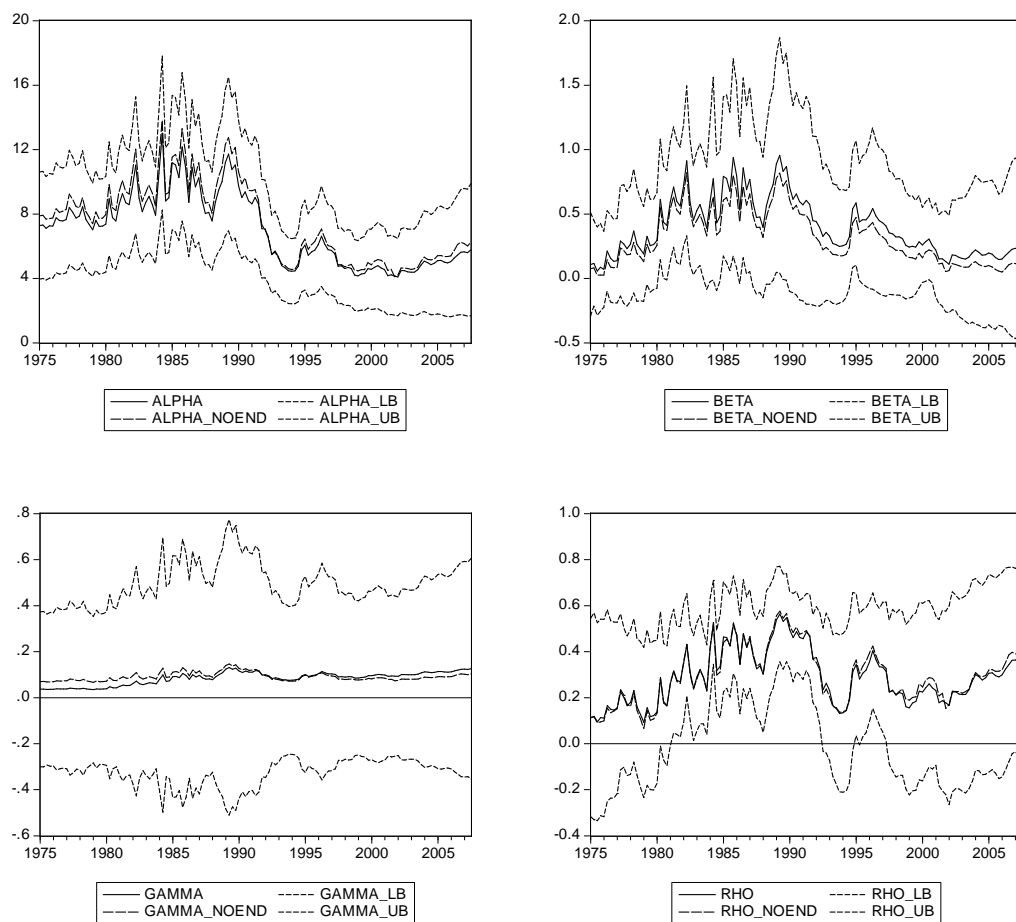 20
16
12
8
4
0
1975 1980 1985 1990 1995 2000 2005
ALPHA ALPHA_LB
ALPHA_NOEND ALPHA_UB
2.0
1.5
1.0
0.5
0.0
-0.5
1975 1980 1985 1990 1995 2000 2005
BETA BETA_LB
BETA_NOEND BETA_UB
.8
.6
.4
.2
.0
-.2
-.4
-.6
1975 1980 1985 1990 1995 2000 2005
GAMMA GAMMA_LB
GAMMA_NOEND GAMMA_UB
1.0
0.8
0.6
0.4
0.2
0.0
-0.2
-0.4
1975 1980 1985 1990 1995 2000 2005
RHO RHO_LB
RHO_NOEND RHO_UB